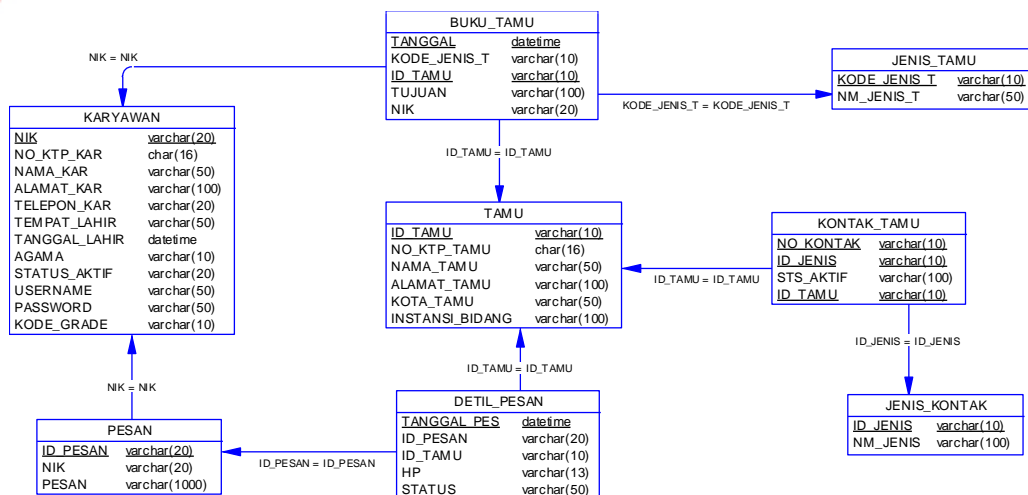 BUKU_TAMU
TANGGAL datetime
KODE_JENIS_T varchar(10)
ID_TAMU varchar(10)
TUJUAN varchar(100)
NIK varchar(20)
NIK = NIK
JENIS_TAMU
KODE_JENIS_T varchar(10)
NM_JENIS_T varchar(50)
KODE_JENIS_T = KODE_JENIS_T
KARYAWAN
NIK varchar(20)
NO_KTP_KAR char(16)
NAMA_KAR varchar(50)
ALAMAT_KAR varchar(100)
TELEPON_KAR varchar(20)
TEMPAT_LAHIR varchar(50)
TANGGAL_LAHIR datetime
AGAMA varchar(10)
STATUS_AKTIF varchar(20)
USERNAME varchar(50)
PASSWORD varchar(50)
KODE_GRADE varchar(10)
ID_TAMU = ID_TAMU
TAMU
ID_TAMU varchar(10)
NO_KTP_TAMU char(16)
NAMA_TAMU varchar(50)
ALAMAT_TAMU varchar(100)
KOTA_TAMU varchar(50)
INSTANSI_BIDANG varchar(100)
KONTAK_TAMU
NO_KONTAK varchar(10)
ID_JENIS varchar(10)
STS_AKTIF varchar(100)
ID_TAMU varchar(10)
ID_TAMU = ID_TAMU
ID_JENIS = ID_JENIS
ID_TAMU = ID_TAMU
NIK = NIK
JENIS_KONTAK
ID_JENIS varchar(10)
NM_JENIS varchar(100)
DETIL_PESAN
TANGGAL_PES datetime
ID_PESAN varchar(20)
ID_TAMU varchar(10)
HP varchar(13)
STATUS varchar(50)
PESAN
ID_PESAN varchar(20)
NIK varchar(20)
PESAN varchar(1000)
ID_PESAN = ID_PESAN